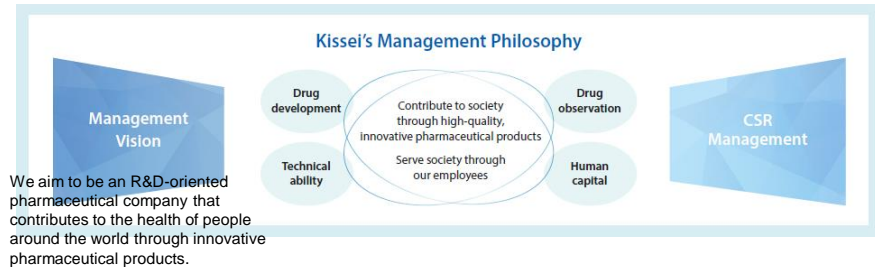 Kissei's Management Philosophy
Management
Vision
Drug
development
Technical
ability
Contribute to society
through high-quality,
innovative pharmaceutical products
Serve society through
our employees
Drug
observation
Human
capital
CSR
Management
We aim to be an R&D-oriented
pharmaceutical company that
contributes to the health of people
around the world through innovative
pharmaceutical products.